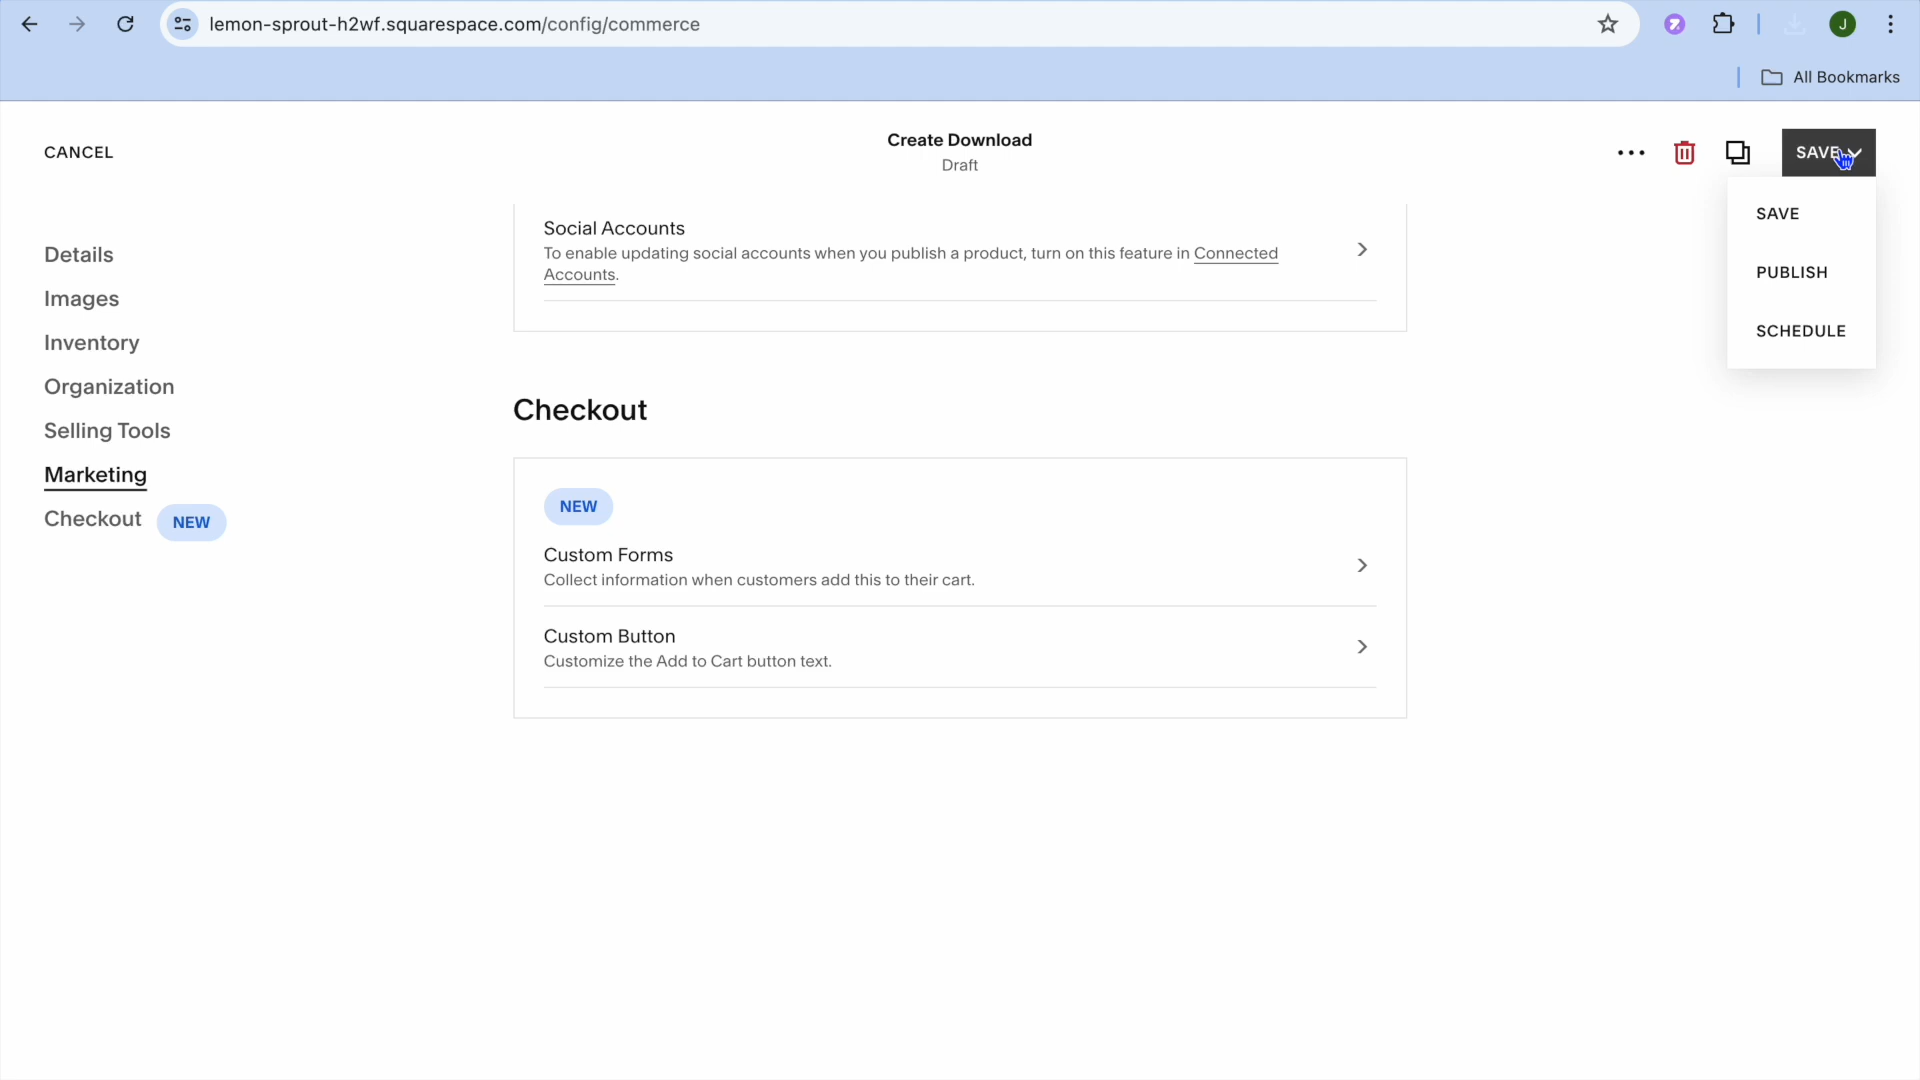 lemon-sprout-h2wf.squarespace.com/config/commerce
J
All Bookmarks
CANCEL
Create Download
Draft
SAVE
SAVE
PUBLISH
SCHEDULE
Details
Images
Inventory
Organization
Selling Tools
Marketing
Checkout NEW
Social Accounts
To enable updating social accounts when you publish a product, turn on this feature in Connected
Accounts.
Checkout
NEW
Custom Forms
Collect information when customers add this to their cart.
Custom Button
Customize the Add to Cart button text.